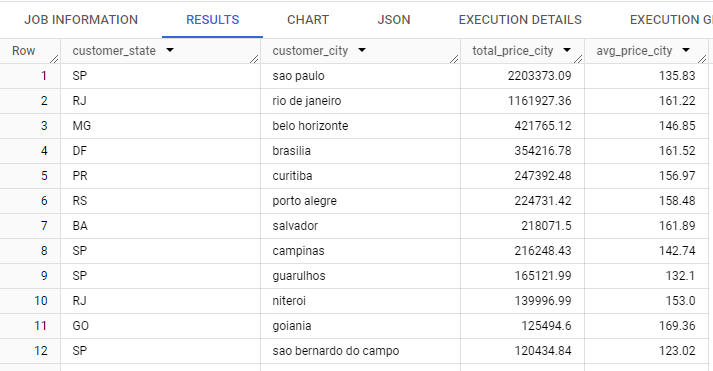 JOB INFORMATION RESULTS CHART JSON EXECUTION DETAILS EXECUTION
Row customer_state customer_city total_price_city avg_price_city
1 SP sao paulo 2203373.09 135.83
2 RJ rio de janeiro 1161927.36 161.22
3 MG belo horizonte 421765.12 146.85
4 DF brasilia 354216.78 161.52
5 PR curitiba 247392.48 156.97
6 RS porto alegre 224731.42 158.48
7 BA salvador 218071.5 161.89
8 SP campinas 216248.43 142.74
9 SP guarulhos 165121.99 132.1
10 RJ niteroi 139996.99 153.0
11 GO goiania 125494.6 169.36
12 SP sao bernardo do campo 120434.84 123.02